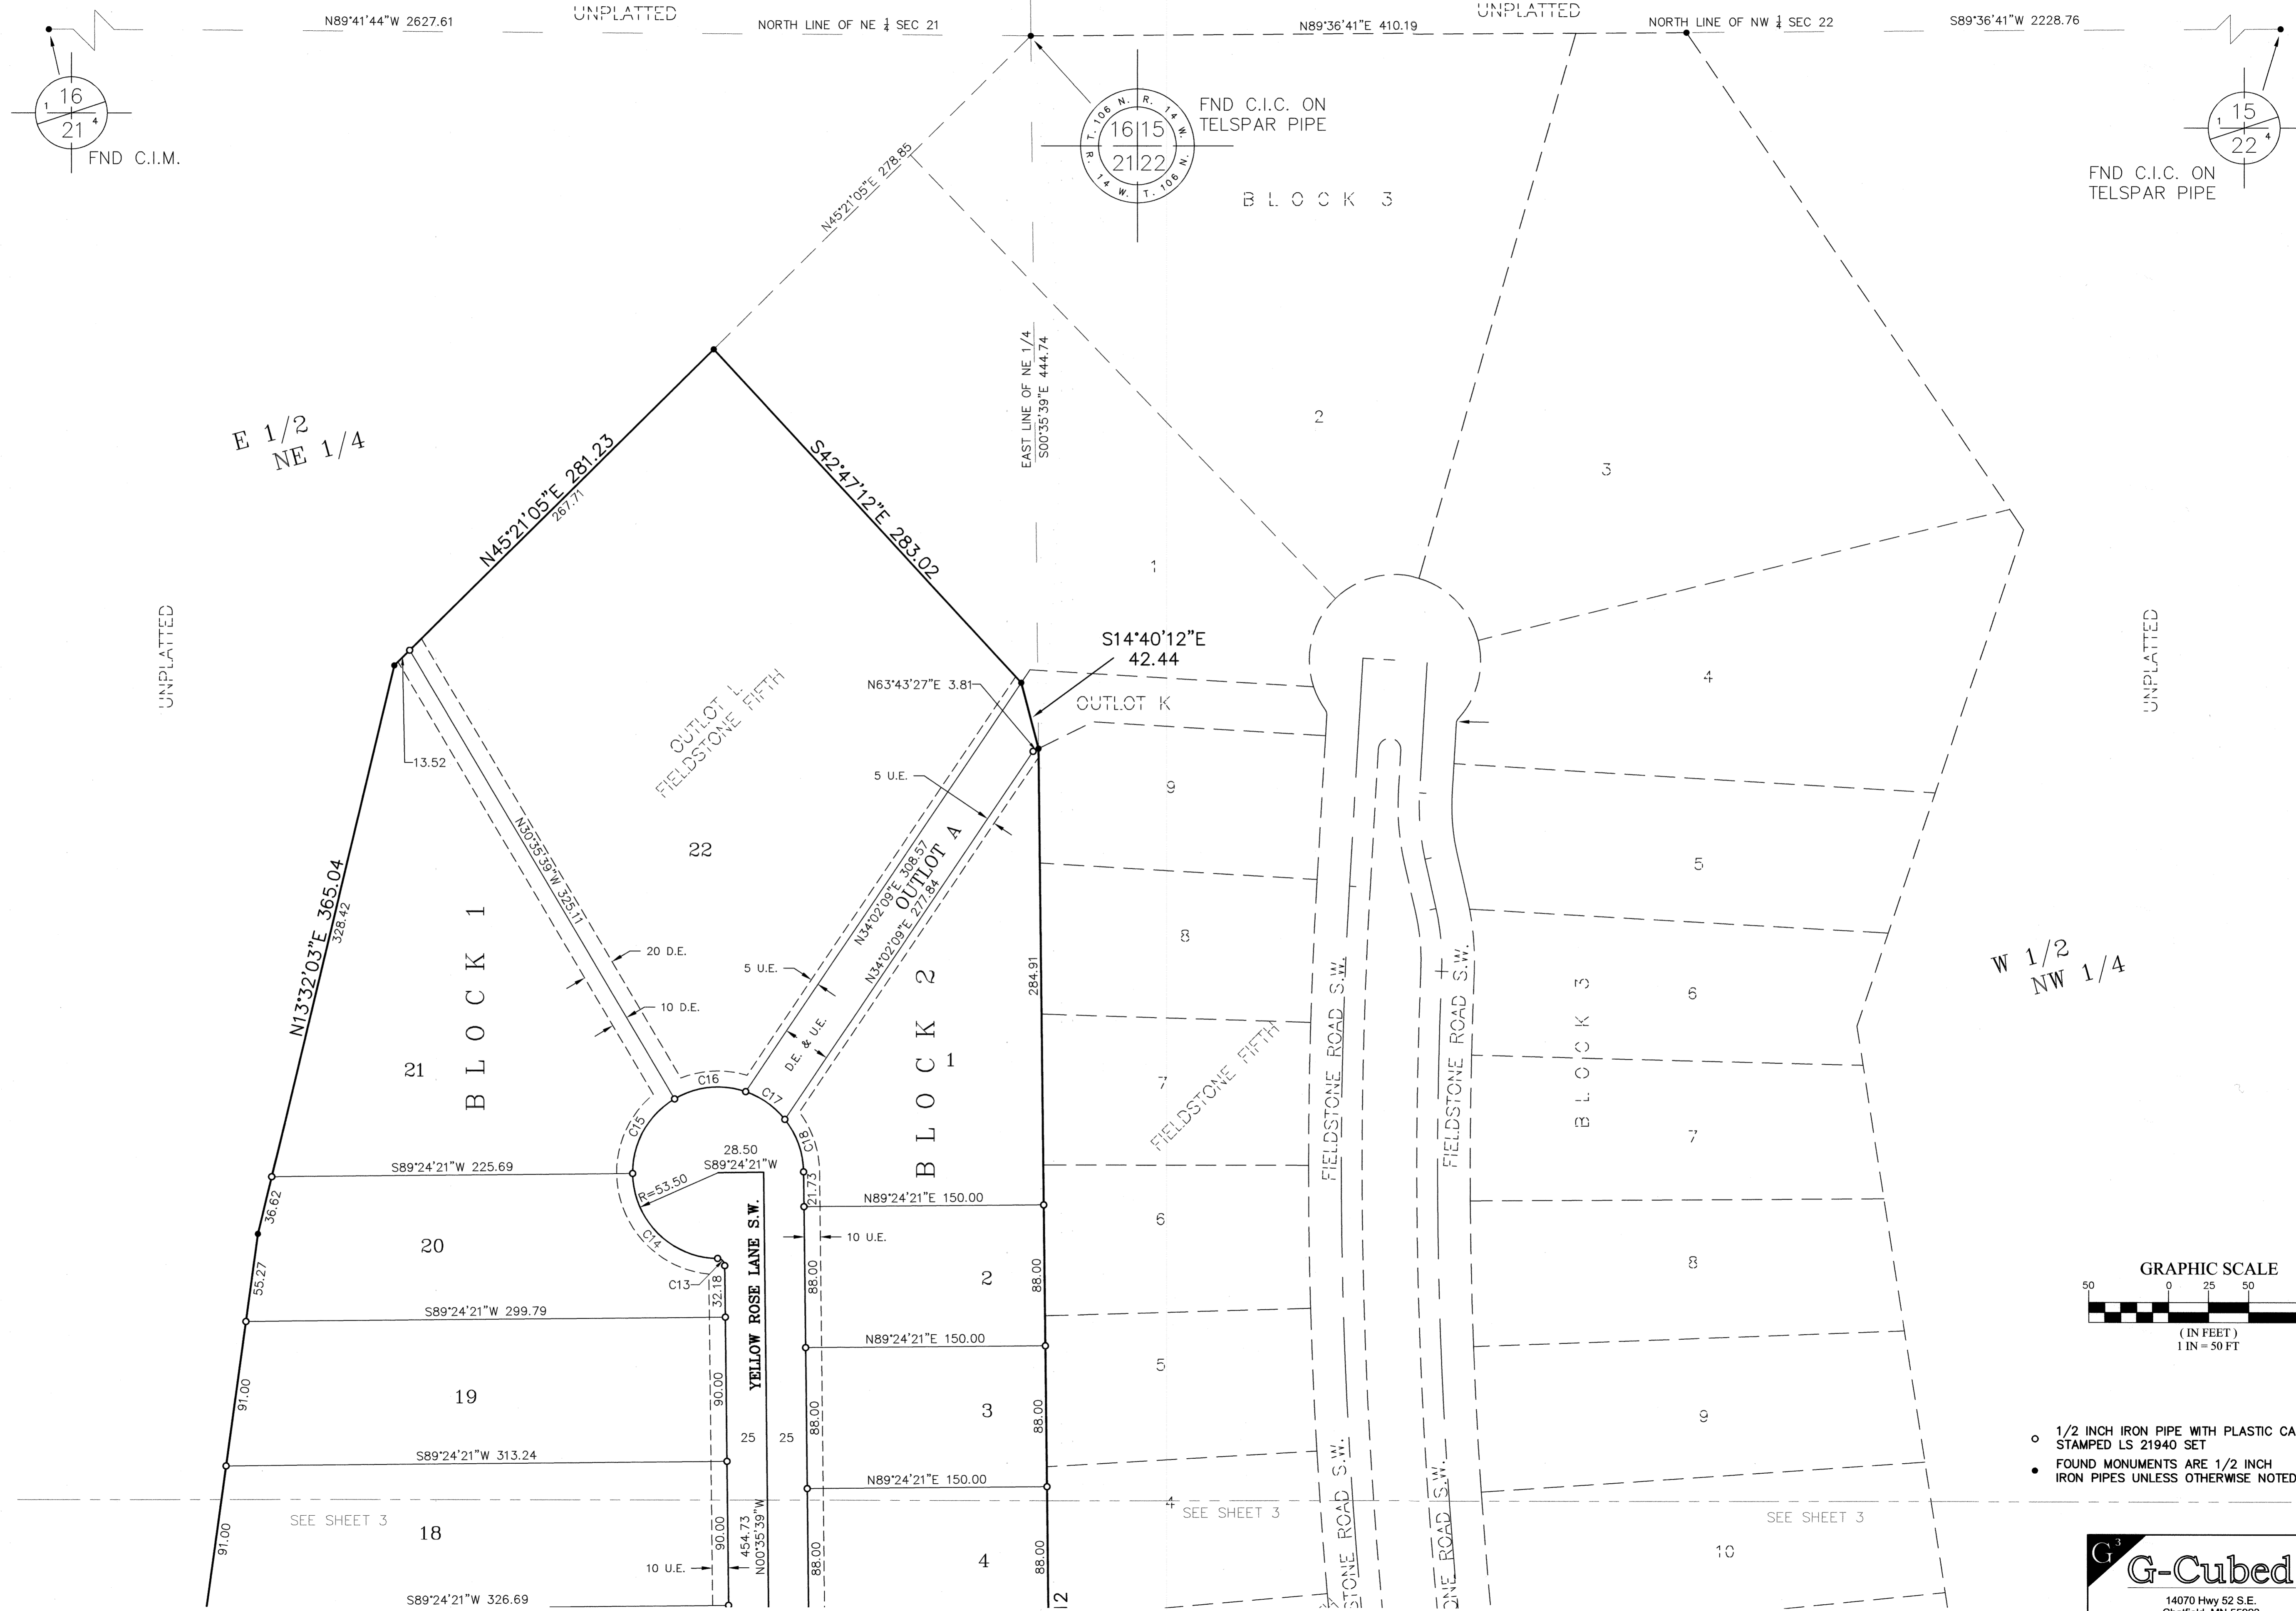 N89°41'44"W 2627.61
UNPLATTED
NORTH LINE OF NE 1/4 SEC 21
N89°36'41"E 410.19
UNPLATTED
NORTH LINE OF NW 1/4 SEC 22
S89°36'41"W 2228.76
16
1
4
21
FND C.I.M.
T. 106 N. R. 14 W.
16 15
21 22
R. 14 W. T. 106 N.
FND C.I.C. ON
TELSPAR PIPE
15
1
4
22
FND C.I.C. ON
TELSPAR PIPE
BLOCK 3
N45°21'05"E 278.85
EAST LINE OF NE 1/4
S00°35'39"E 444.74
E 1/2
NE 1/4
N45°21'05"E 281.23
267.71
S42°47'12"E 283.02
2
3
1
UNPLATTED
S14°40'12"E
42.44
N63°43'27"E 3.81
OUTLOT K
4
UNPLATTED
OUTLOT L
FIELDSTONE FIFTH
13.52
5 U.E.
9
N13°32'03"E 365.04
328.42
N30°35'39"W 325.11
22
N34°02'09"E 308.57
OUTLOT A
N34°02'09"E 277.84
5
8
BLOCK 1
20 D.E.
5 U.E.
10 D.E.
D.E. & U.E.
BLOCK 2
284.91
FIELDSTONE ROAD S.W.
FIELDSTONE ROAD S.W.
BLOCK 3
6
W 1/2
NW 1/4
21
1
7
FIELDSTONE FIFTH
7
C16
C17
C15
C18
28.50
S89°24'21"W
R=53.50
S89°24'21"W 225.69
21.73
N89°24'21"E 150.00
36.62
20
C14
YELLOW ROSE LANE S.W.
10 U.E.
6
C13
55.27
32.18
88.00
2
88.00
8
GRAPHIC SCALE
50 0 25 50
( IN FEET )
1 IN = 50 FT
S89°24'21"W 299.79
N89°24'21"E 150.00
5
91.00
19
90.00
25 25
88.00
3
88.00
9
1/2 INCH IRON PIPE WITH PLASTIC CA
STAMPED LS 21940 SET
FOUND MONUMENTS ARE 1/2 INCH
IRON PIPES UNLESS OTHERWISE NOTED
S89°24'21"W 313.24
N89°24'21"E 150.00
SEE SHEET 3
4
SEE SHEET 3
SEE SHEET 3
91.00
18
90.00
454.73
N00°35'39"W
88.00
4
88.00
STONE ROAD S.W.
ONE ROAD S.W.
10
10 U.E.
S89°24'21"W 326.69
12
G3
G-Cubed
14070 Hwy 52 S.E.